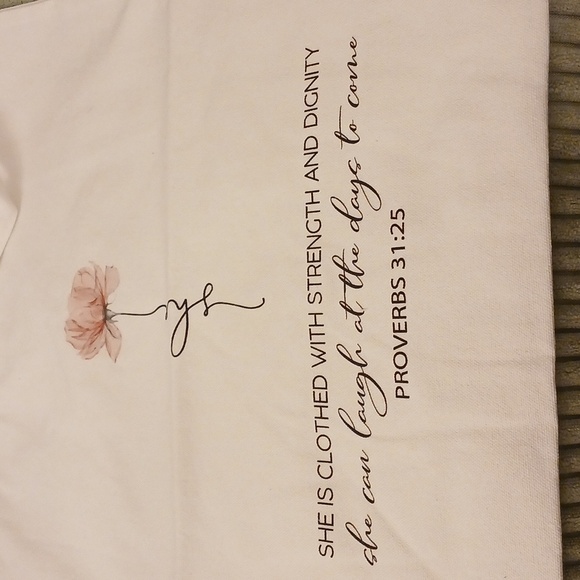 SHE IS CLOTHED WITH STRENGTH AND DIGNITY
she can laugh at the days to come
PROVERBS 31:25